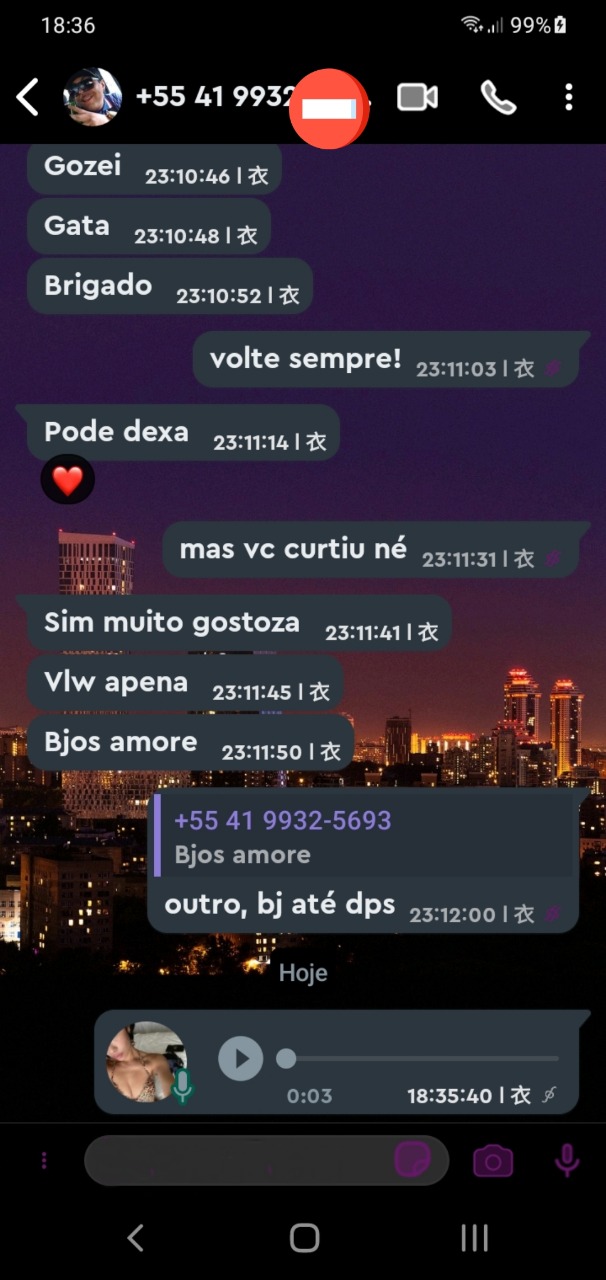 18:36
99%
+55 41 9932
Gozei 23:10:46 | 衣
Gata 23:10:48 | 衣
Brigado 23:10:52 | 衣
volte sempre! 23:11:03 | 衣
Pode dexa 23:11:14 | 衣
❤️
mas vc curtiu né 23:11:31 | 衣
Sim muito gostoza 23:11:41 | 衣
Vlw apena 23:11:45 | 衣
Bjos amore 23:11:50 | 衣
+55 41 9932-5693
Bjos amore
outro, bj até dps 23:12:00 | 衣
Hoje
0:03 18:35:40 | 衣